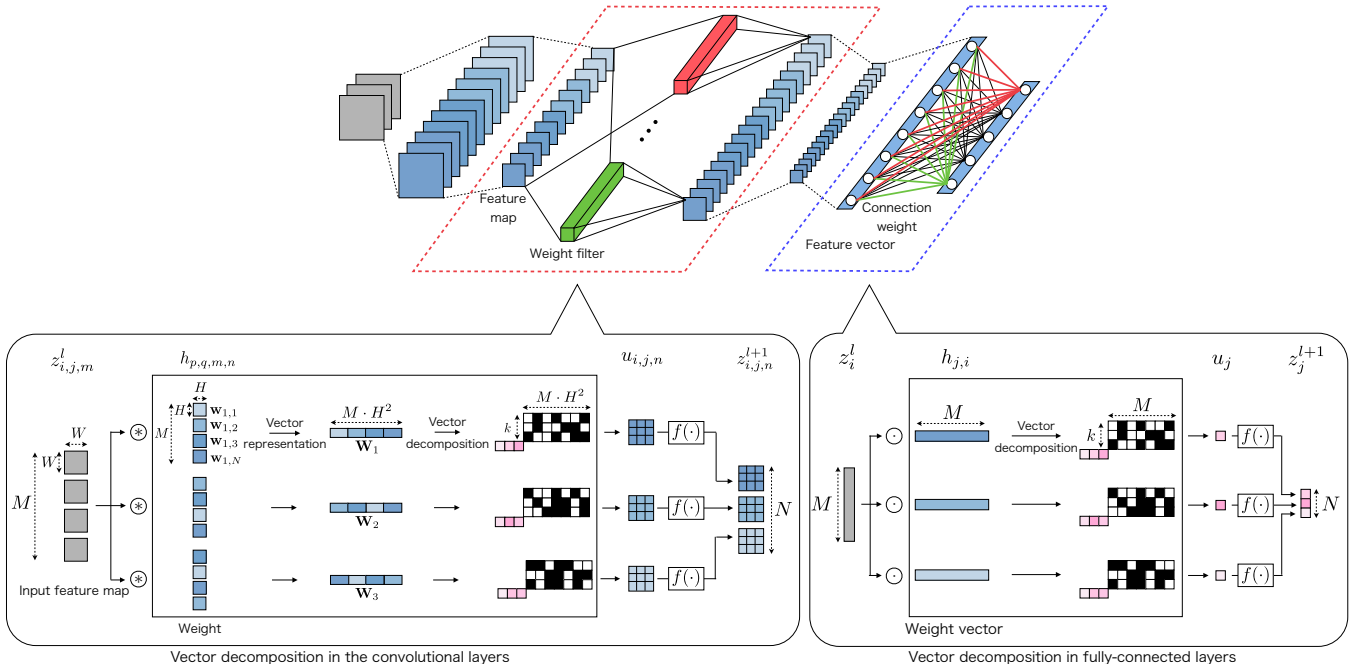 Feature
map
Weight filter
Connection
weight
Feature vector
z^l_{i,j,m}
h_{p,q,m,n}
u_{i,j,n}
z^{l+1}_{i,j,n}
H
H
M
w_{1,1}
w_{1,2}
w_{1,3}
w_{1,N}
Vector
representation
M · H^2
W_1
Vector
decomposition
k
M · H^2
f(·)
W
W
M
W_2
f(·)
N
W_3
f(·)
Input feature map
Weight
Vector decomposition in the convolutional layers
z^l_i
h_{j,i}
u_j
z^{l+1}_j
M
Vector
decomposition
k
M
f(·)
M
f(·)
N
f(·)
Weight vector
Vector decomposition in fully-connected layers